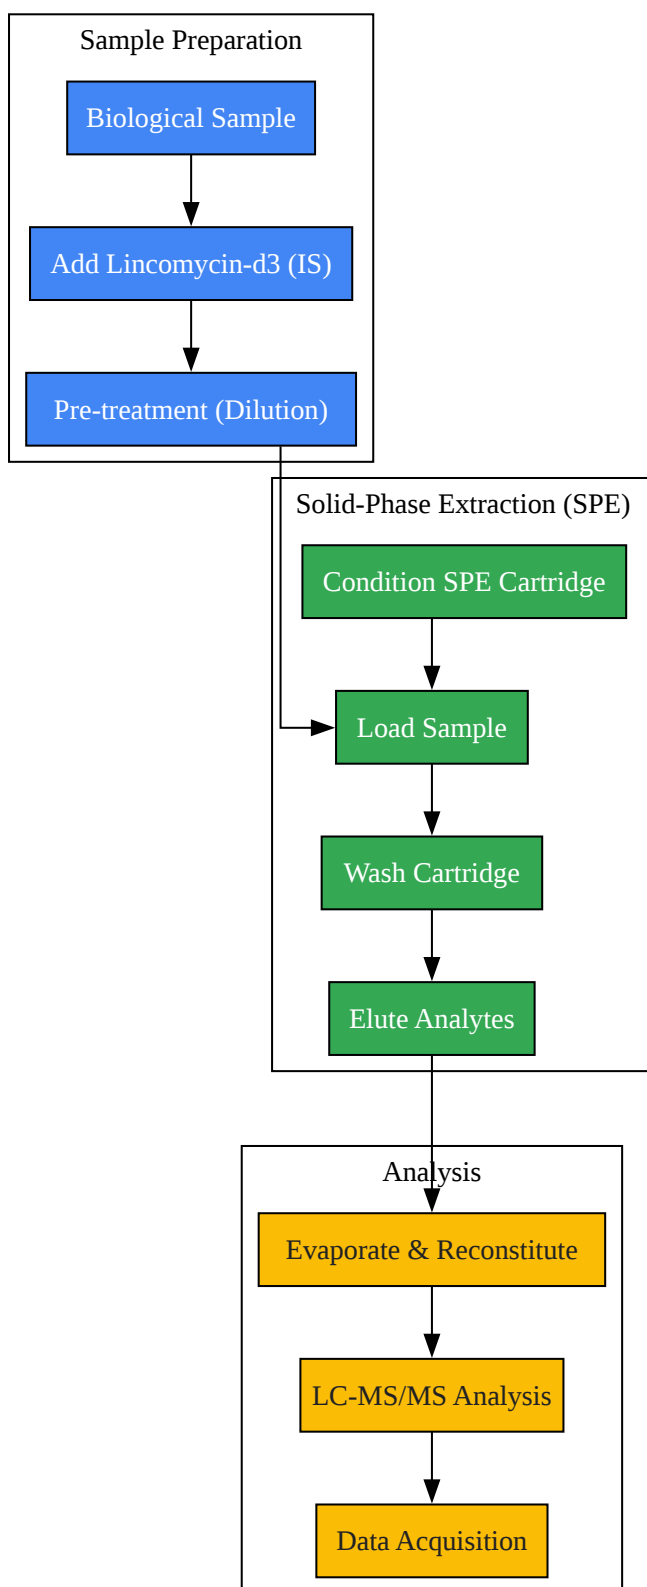 Sample Preparation
Biological Sample
Add Lincomycin-d3 (IS)
Pre-treatment (Dilution)
Solid-Phase Extraction (SPE)
Condition SPE Cartridge
Load Sample
Wash Cartridge
Elute Analytes
Analysis
Evaporate & Reconstitute
LC-MS/MS Analysis
Data Acquisition